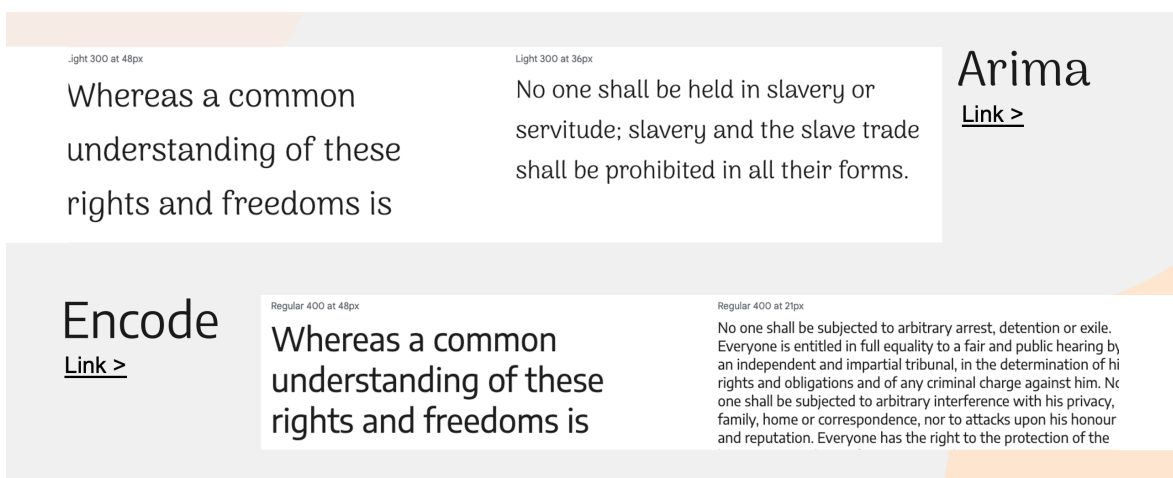 Light 300 at 48px
Whereas a common
understanding of these
rights and freedoms is
Light 300 at 36px
No one shall be held in slavery or
servitude; slavery and the slave trade
shall be prohibited in all their forms.
Arima
Link >
Encode
Link >
Regular 400 at 48px
Whereas a common
understanding of these
rights and freedoms is
Regular 400 at 21px
No one shall be subjected to arbitrary arrest, detention or exile.
Everyone is entitled in full equality to a fair and public hearing by
an independent and impartial tribunal, in the determination of hi
rights and obligations and of any criminal charge against him. No
one shall be subjected to arbitrary interference with his privacy,
family, home or correspondence, nor to attacks upon his honour
and reputation. Everyone has the right to the protection of the